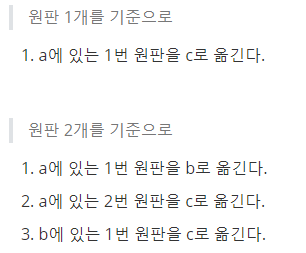 원판 1개를 기준으로
1. a에 있는 1번 원판을 c로 옮긴다.
원판 2개를 기준으로
1. a에 있는 1번 원판을 b로 옮긴다.
2. a에 있는 2번 원판을 c로 옮긴다.
3. b에 있는 1번 원판을 c로 옮긴다.